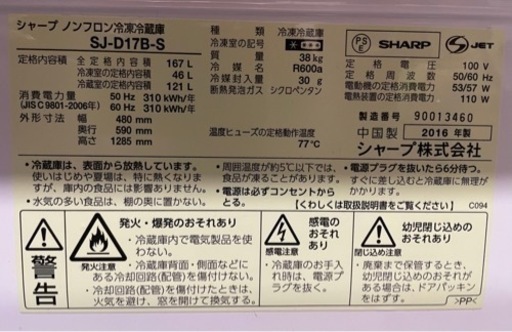 シャープ ノンフロン冷凍冷蔵庫
SJ-D17B-S
定格内容積 全定格内容積 167 L
冷凍室の定格内容積 46 L
冷蔵室の定格内容積 121 L
消費電力量 50 Hz 310 kWh/年
(JIS C 9801-2006年) 60 Hz 310 kWh/年
外形寸法 幅 480 mm
奥行 590 mm
高さ 1285 mm
種類 冷凍冷蔵庫
冷凍室の記号
質量 38 kg
冷媒 R600a
冷媒封入量 30 g
断熱発泡ガス シクロペンタン
温度ヒューズの定格動作温度
77℃
PS
E
SHARP
S JET
定格電圧 100 V
定格周波数 50/60 Hz
電動機の定格消費電力 53/57 W
電熱装置の定格消費電力 110 W
製造番号 90013460
中国製 2016 年製
シャープ株式会社
・冷蔵庫は、表面から放熱しています。
使いはじめや夏場は、特に熱くなりま
すが、庫内の食品には影響ありません。
・水気の多い食品は、棚の奥に置かない。
・周囲温度が約5℃以下では、
食品が凍ることがあります。
・電源は必ずコンセントか
らとる。
・電源プラグを抜いたら6分待つ。
すぐに差し込むと冷蔵庫に無理が
かかります。
【くわしくは取扱説明書をご覧ください】
C094
警告
発火・爆発のおそれあり
発火注意
・冷蔵庫内で電気製品を使
わない。
・冷蔵庫背面・側面などに
ある冷却回路(配管)を傷付けない。
・冷却回路(配管)を傷付けたときは、
火気を避け、窓を開けて換気する。
感電の
おそれあり
感電注意
・冷蔵庫のお手入
れ時は、電源プラ
グを抜く。
幼児閉じ込めの
おそれあり
閉じ込め注意
・廃棄まで保管するとき、幼
児閉じ込めのおそれが
ある場合は、ドアパッキン
をはずす。
>PP<